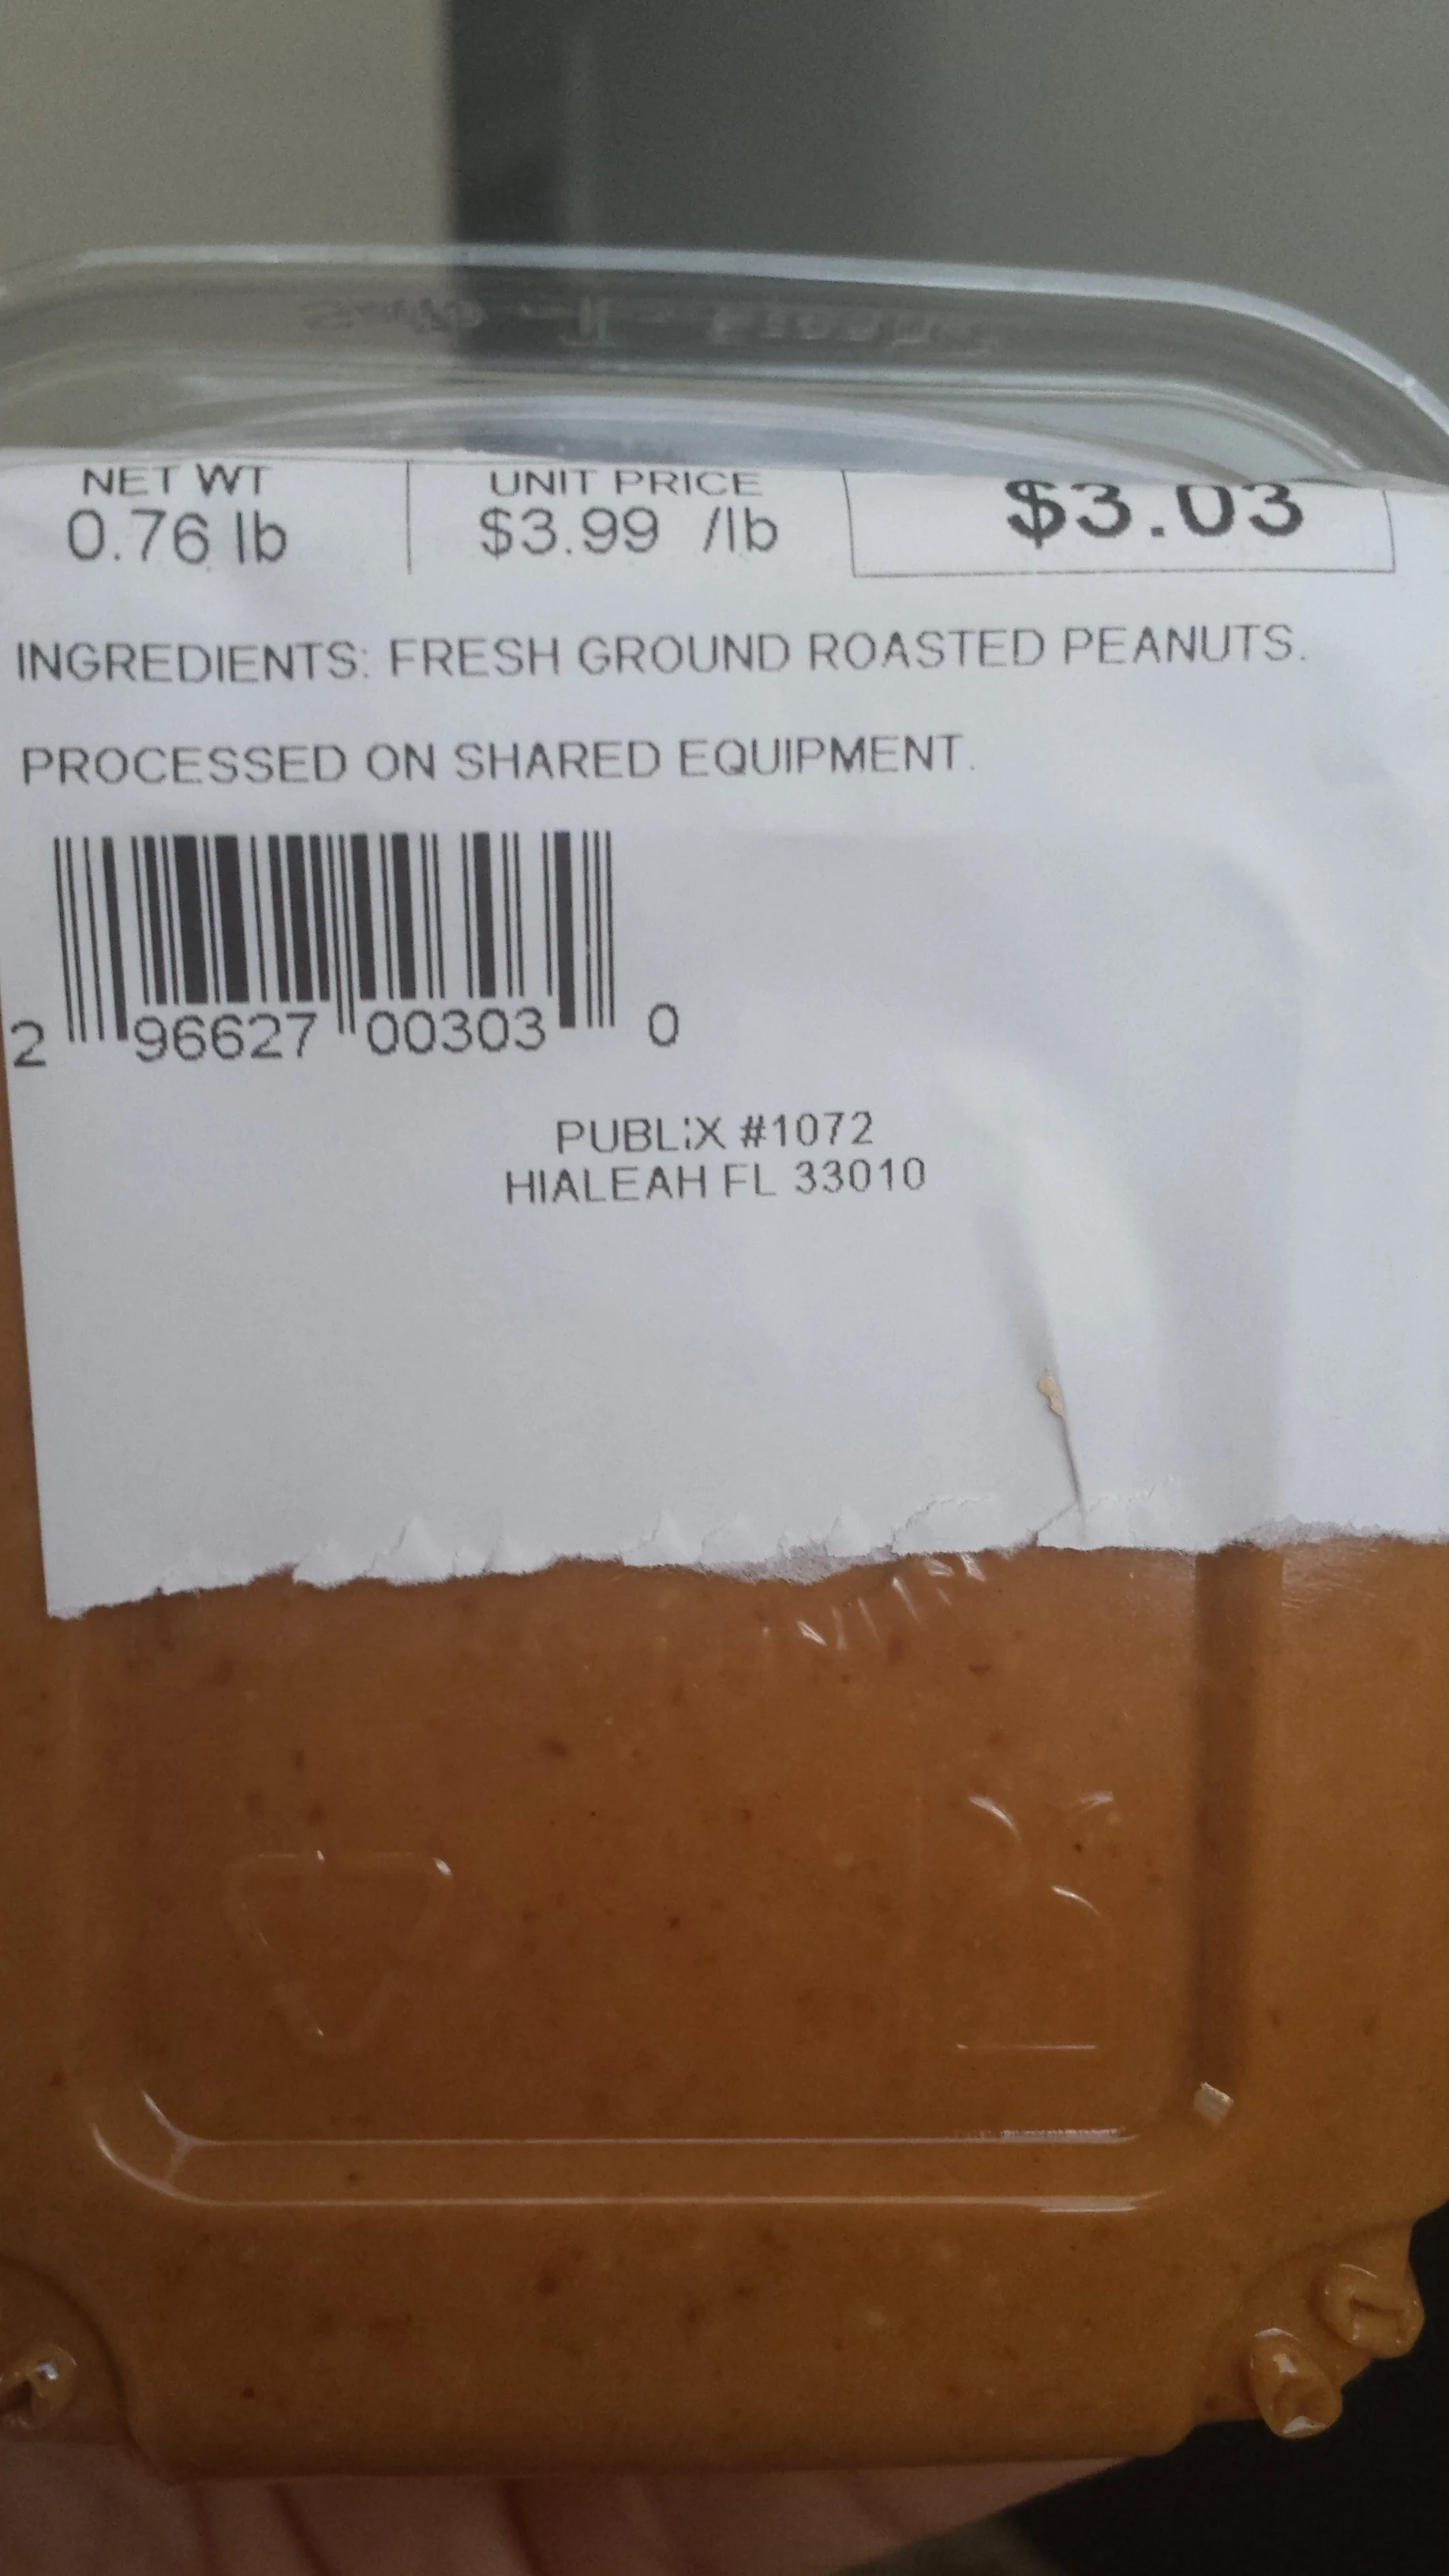 NET WT
0.76 lb
UNIT PRICE
$3.99 /lb
$3.03
INGREDIENTS: FRESH GROUND ROASTED PEANUTS.
PROCESSED ON SHARED EQUIPMENT.
2 96627 00303 0
PUBLIX #1072
HIALEAH FL 33010